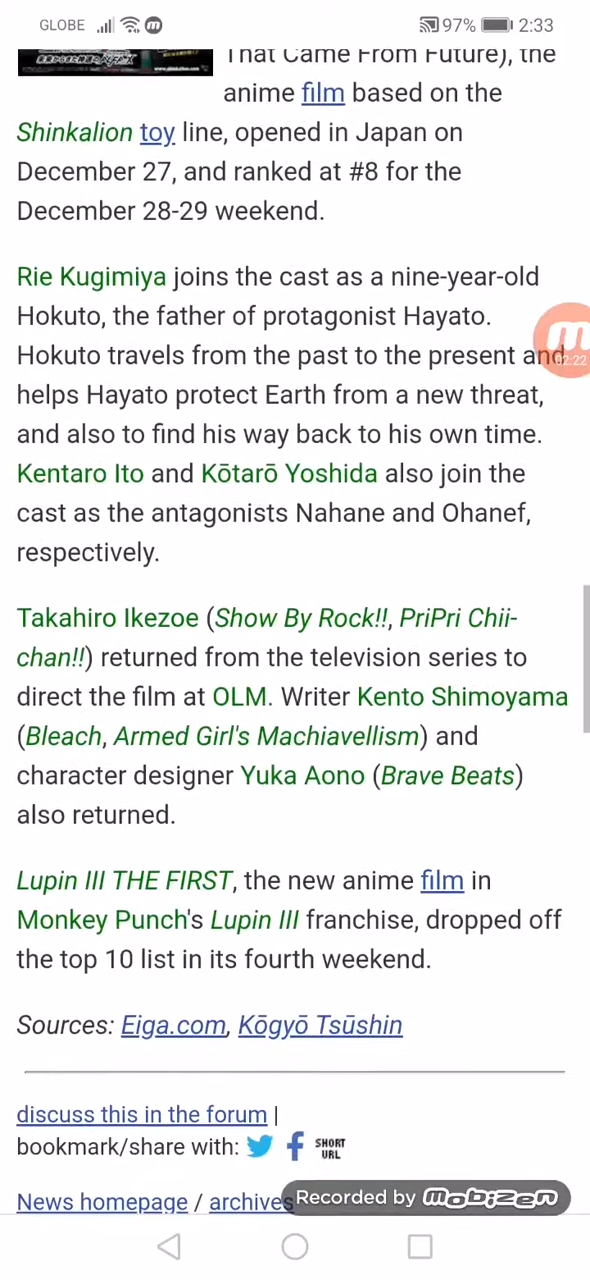 GLOBE 97% 2:33
www.shinkalion.com
That Came From Future), the
anime film based on the
Shinkalion toy line, opened in Japan on
December 27, and ranked at #8 for the
December 28-29 weekend.
Rie Kugimiya joins the cast as a nine-year-old
Hokuto, the father of protagonist Hayato.
Hokuto travels from the past to the present and
02:22
helps Hayato protect Earth from a new threat,
and also to find his way back to his own time.
Kentaro Ito and Kōtarō Yoshida also join the
cast as the antagonists Nahane and Ohanef,
respectively.
Takahiro Ikezoe (Show By Rock!!, PriPri Chii-
chan!!) returned from the television series to
direct the film at OLM. Writer Kento Shimoyama
(Bleach, Armed Girl's Machiavellism) and
character designer Yuka Aono (Brave Beats)
also returned.
Lupin III THE FIRST, the new anime film in
Monkey Punch's Lupin III franchise, dropped off
the top 10 list in its fourth weekend.
Sources: Eiga.com, Kōgyō Tsūshin
discuss this in the forum |
bookmark/share with: SHORT URL
News homepage / archives
Recorded by mobizen